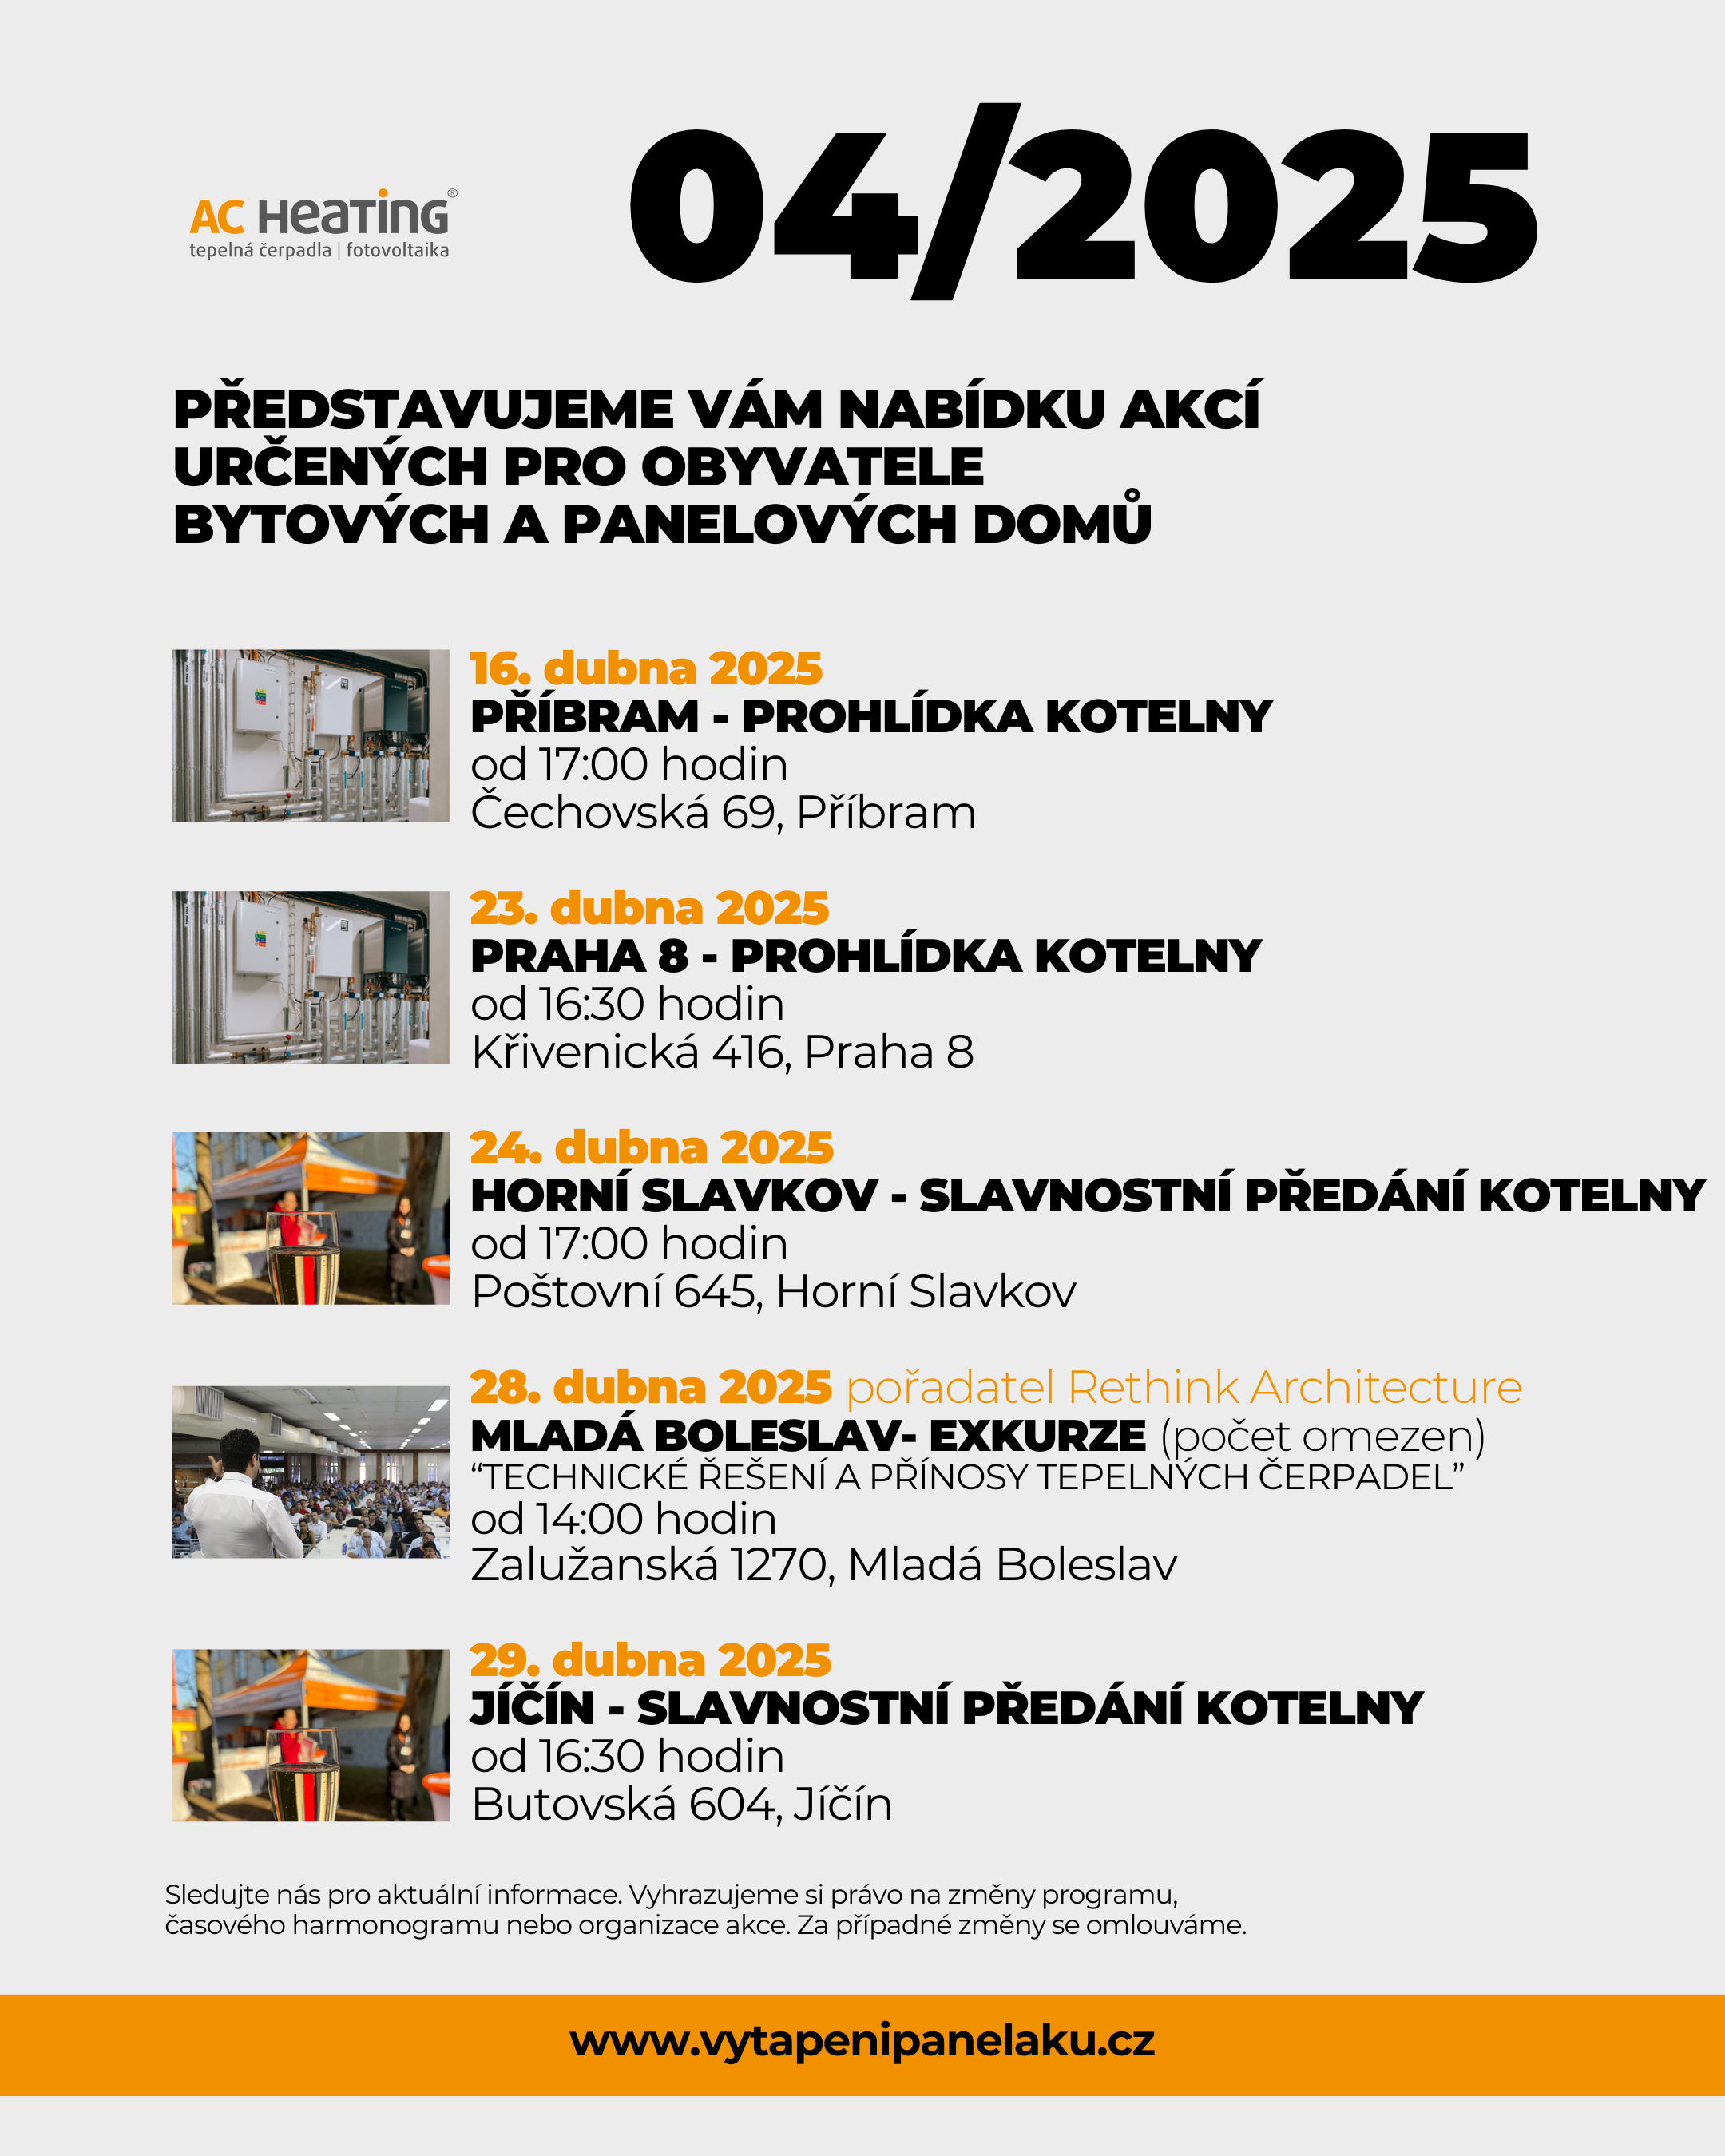 04/2025
AC Heating®
tepelná čerpadla | fotovoltaika
PŘEDSTAVUJEME VÁM NABÍDKU AKCÍ
URČENÝCH PRO OBYVATELE
BYTOVÝCH A PANELOVÝCH DOMŮ
16. dubna 2025
PŘÍBRAM - PROHLÍDKA KOTELNY
od 17:00 hodin
Čechovská 69, Příbram
23. dubna 2025
PRAHA 8 - PROHLÍDKA KOTELNY
od 16:30 hodin
Křivenická 416, Praha 8
24. dubna 2025
HORNÍ SLAVKOV - SLAVNOSTNÍ PŘEDÁNÍ KOTELNY
od 17:00 hodin
Poštovní 645, Horní Slavkov
28. dubna 2025 pořadatel Rethink Architecture
MLADÁ BOLESLAV- EXKURZE (počet omezen)
“TECHNICKÉ ŘEŠENÍ A PŘÍNOSY TEPELNÝCH ČERPADEL”
od 14:00 hodin
Zalužanská 1270, Mladá Boleslav
29. dubna 2025
JÍČÍN - SLAVNOSTNÍ PŘEDÁNÍ KOTELNY
od 16:30 hodin
Butovská 604, Jíčín
Sledujte nás pro aktuální informace. Vyhrazujeme si právo na změny programu,
časového harmonogramu nebo organizace akce. Za případné změny se omlouváme.
www.vytapenipanelaku.cz